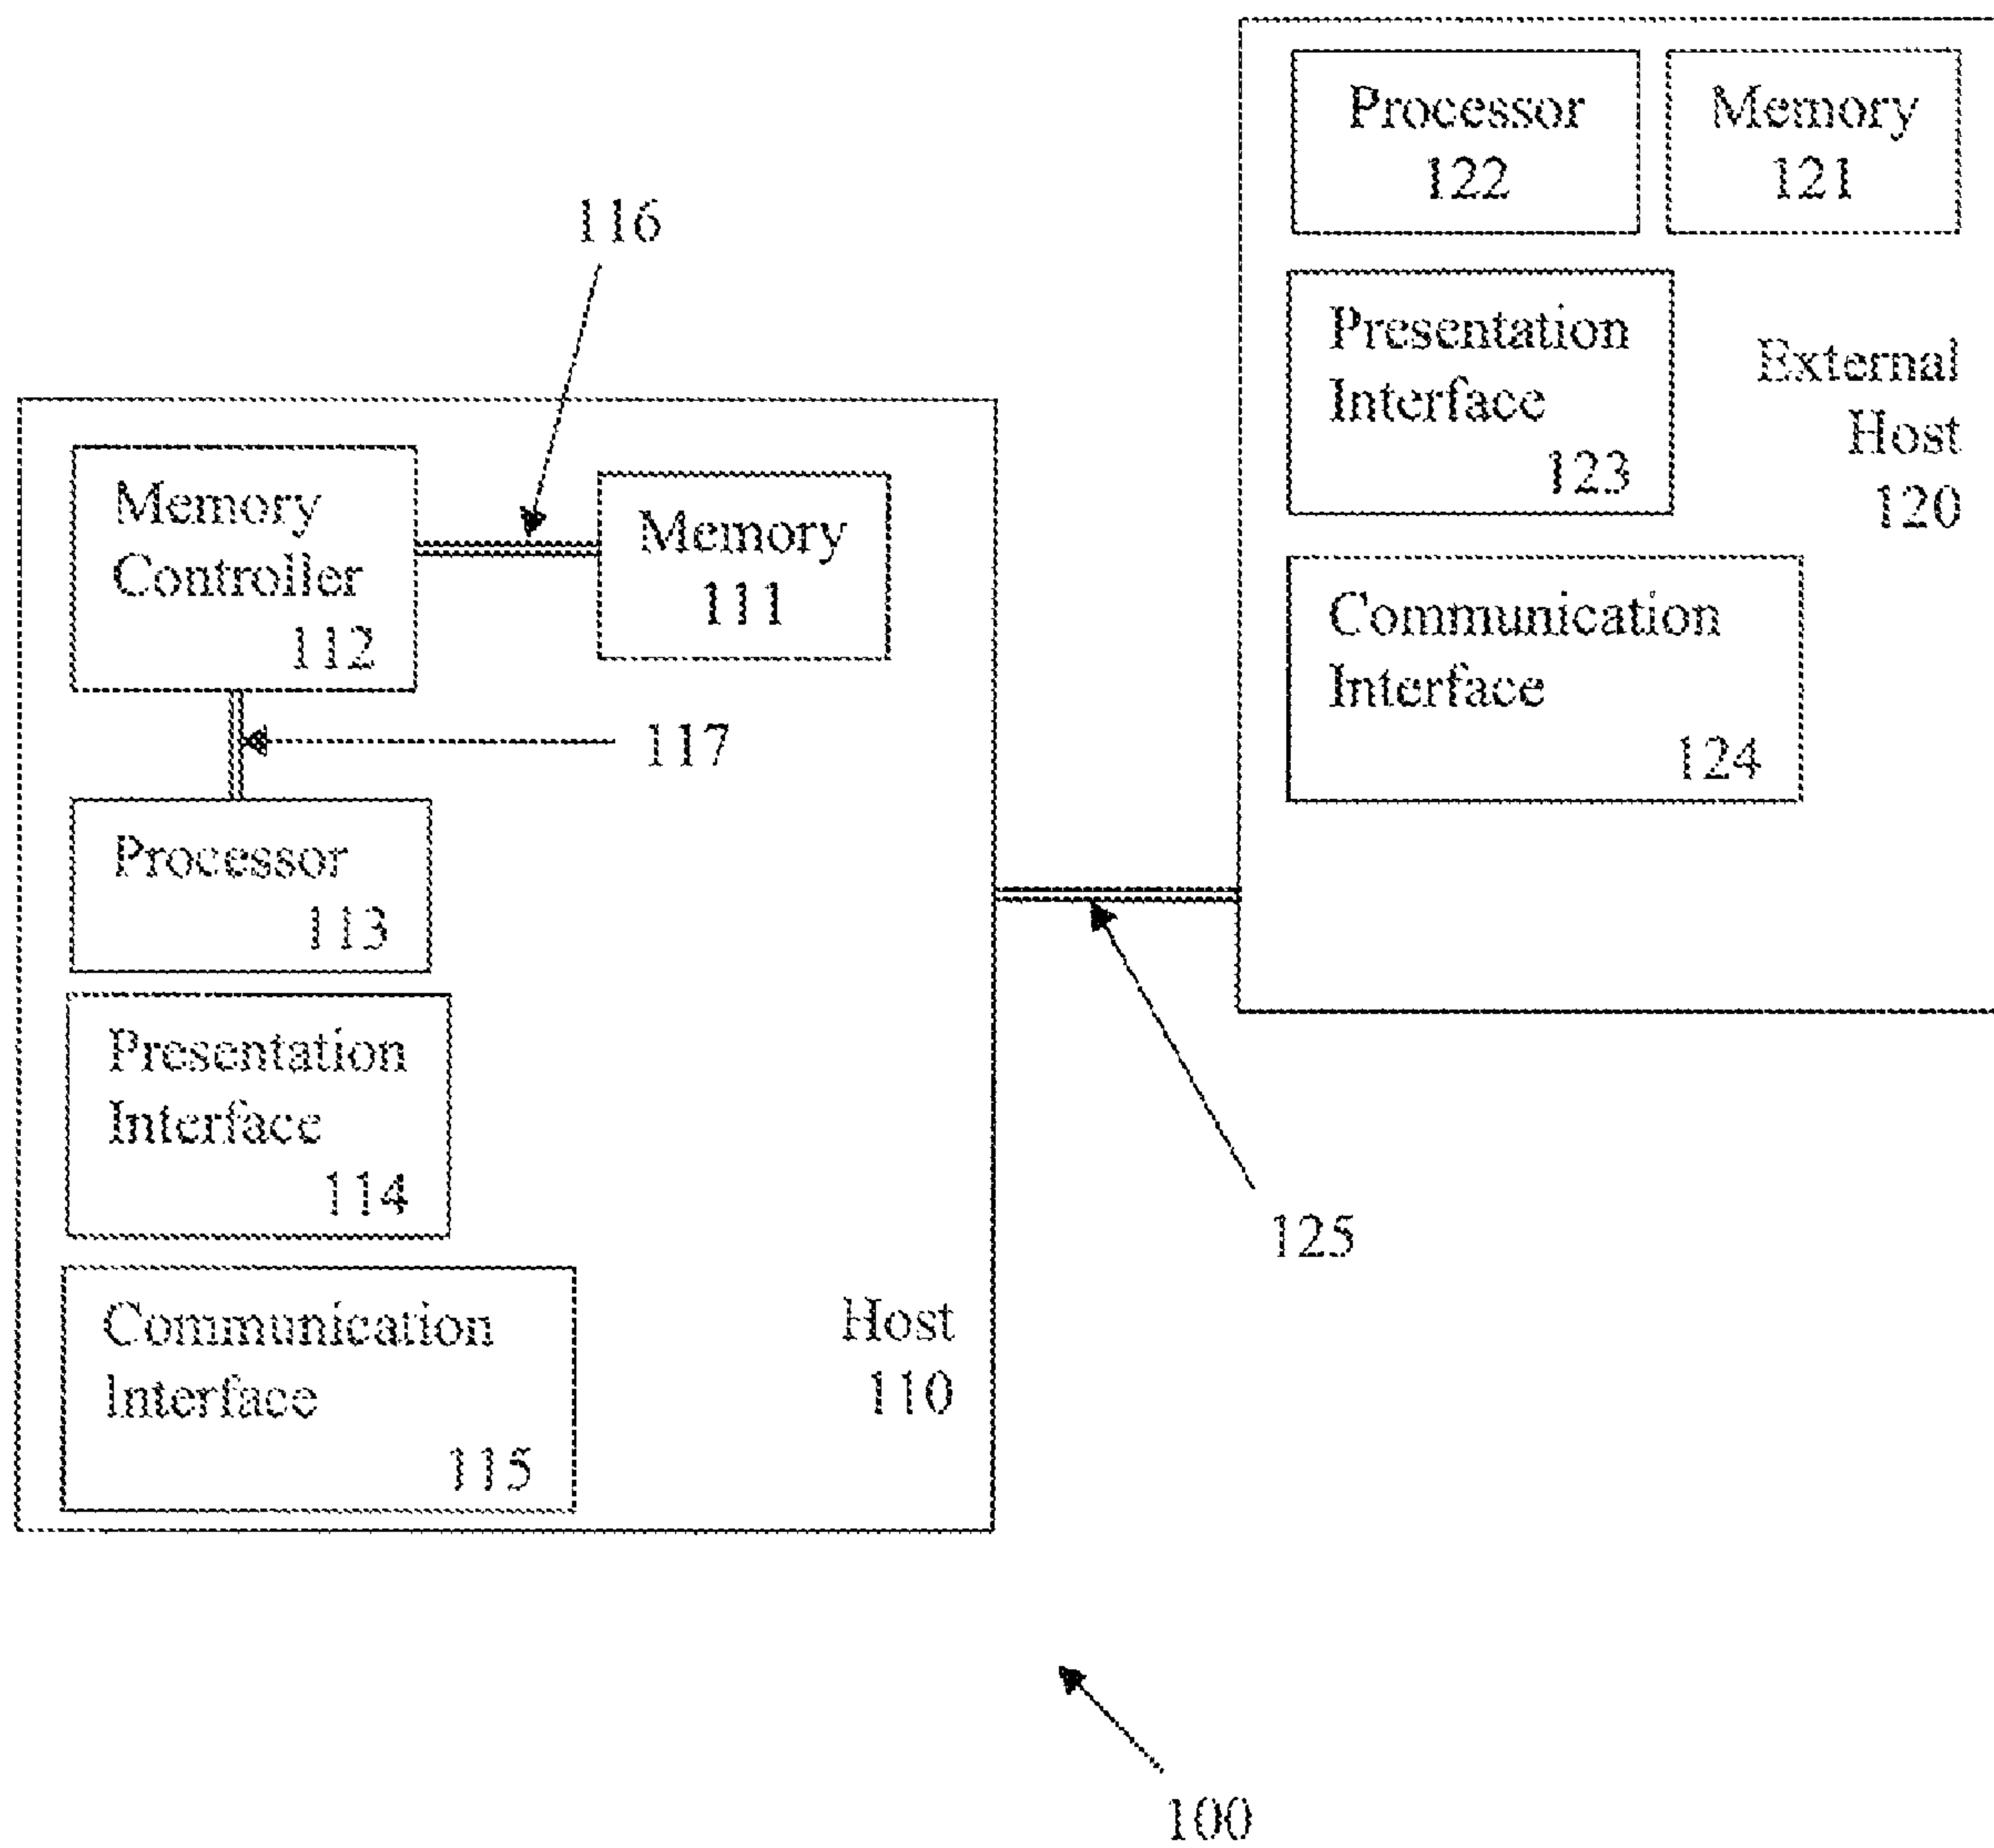 116
Memory
Controller
112
Memory
111
117
Processor
113
Presentation
Interface
114
Communication
Interface
115
Host
110
Processor
122
Memory
121
Presentation
Interface
123
External
Host
120
Communication
Interface
124
125
100